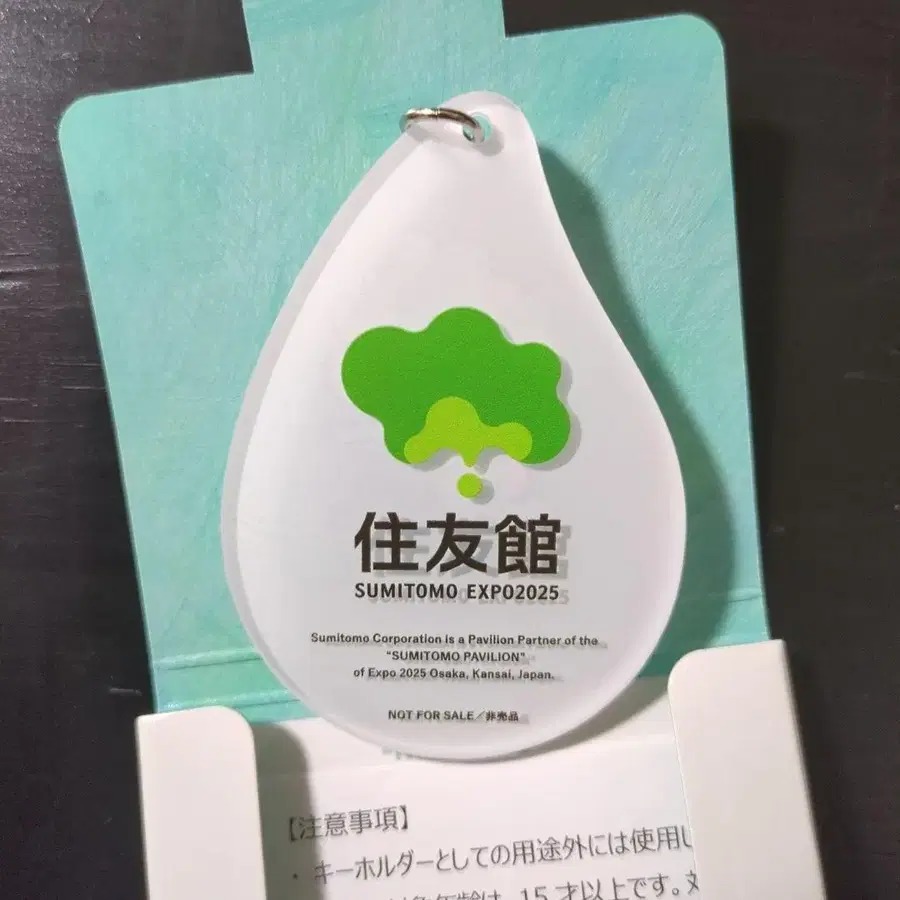 住友館
SUMITOMO EXPO2025
Sumitomo Corporation is a Pavilion Partner of the
“SUMITOMO PAVILION”
of Expo 2025 Osaka, Kansai, Japan.
NOT FOR SALE／非売品
【注意事項】
・キーホルダーとしての用途外には使用し
15才以上です。